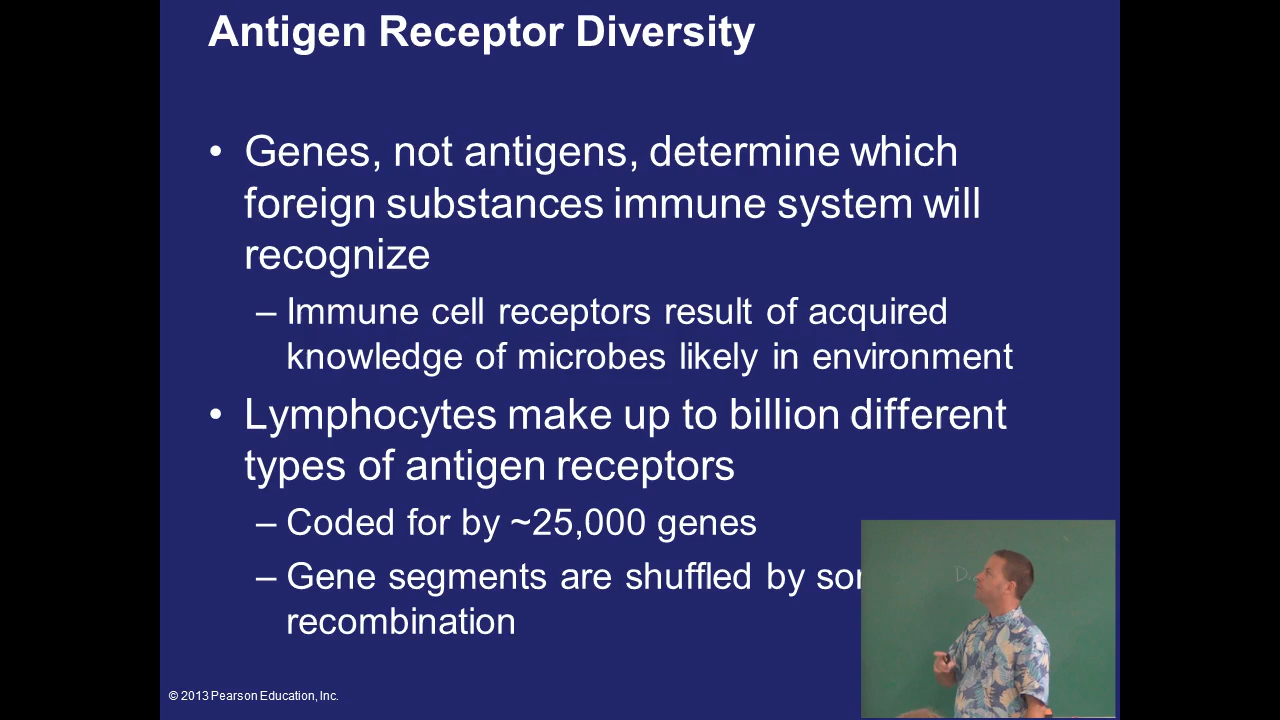 Antigen Receptor Diversity
• Genes, not antigens, determine which
foreign substances immune system will
recognize
– Immune cell receptors result of acquired
knowledge of microbes likely in environment
• Lymphocytes make up to billion different
types of antigen receptors
– Coded for by ~25,000 genes
– Gene segments are shuffled by
recombination
© 2013 Pearson Education, Inc.